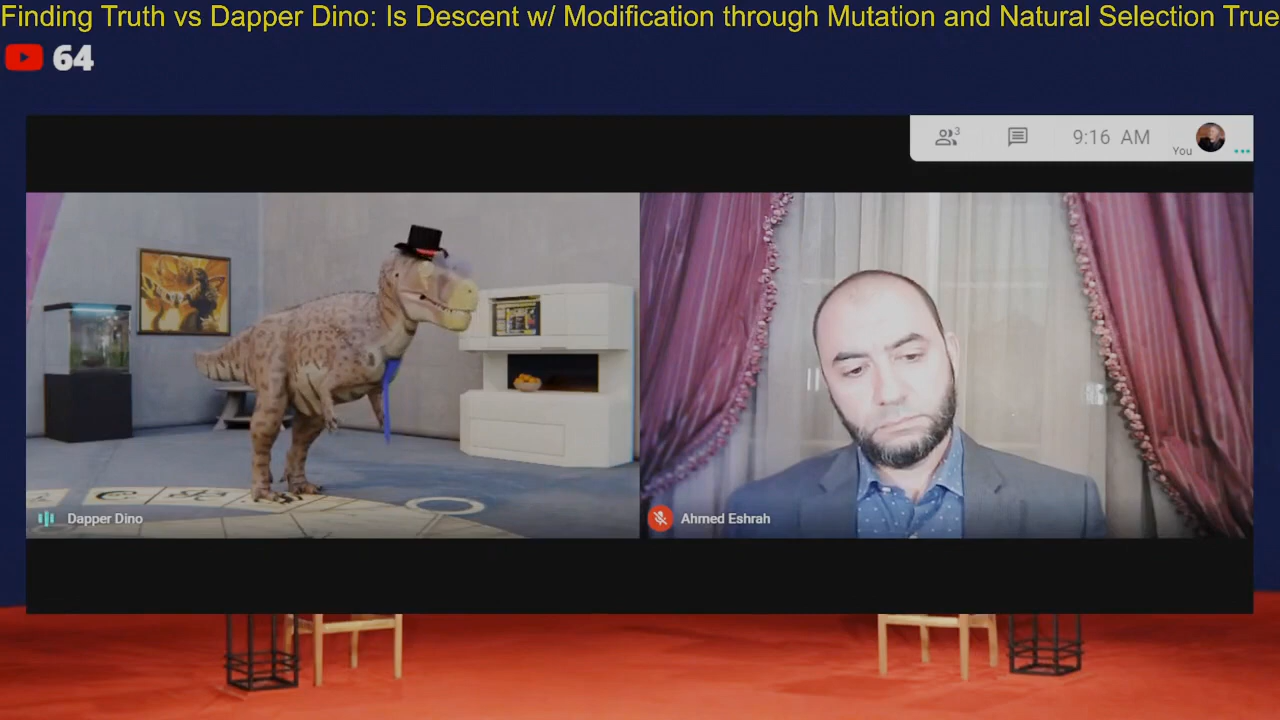 Finding Truth vs Dapper Dino: Is Descent w/ Modification through Mutation and Natural Selection True
64
3
9:16 AM
You
Dapper Dino
Ahmed Eshrah